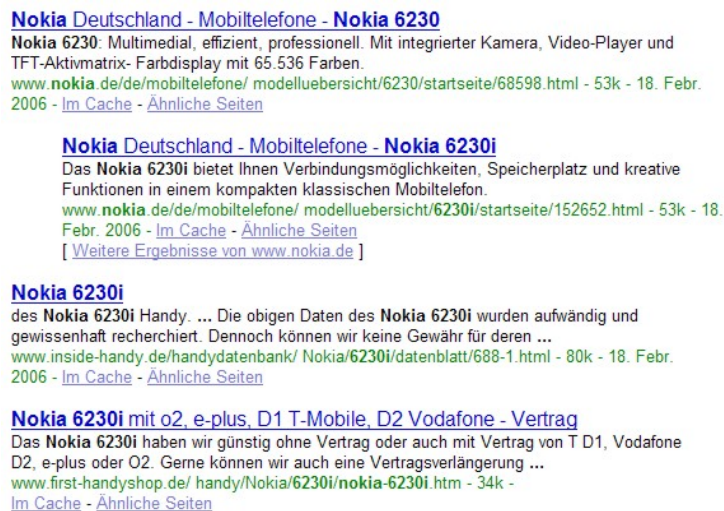 Nokia Deutschland - Mobiltelefone - Nokia 6230
Nokia 6230: Multimedial, effizient, professionell. Mit integrierter Kamera, Video-Player und
TFT-Aktivmatrix- Farbdisplay mit 65.536 Farben.
www.nokia.de/de/mobiltelefone/ modelluebersicht/6230/startseite/68598.html - 53k - 18. Febr.
2006 - Im Cache - Ähnliche Seiten
Nokia Deutschland - Mobiltelefone - Nokia 6230i
Das Nokia 6230i bietet Ihnen Verbindungsmöglichkeiten, Speicherplatz und kreative
Funktionen in einem kompakten klassischen Mobiltelefon.
www.nokia.de/de/mobiltelefone/ modelluebersicht/6230i/startseite/152652.html - 53k - 18.
Febr. 2006 - Im Cache - Ähnliche Seiten
[ Weitere Ergebnisse von www.nokia.de ]
Nokia 6230i
des Nokia 6230i Handy. ... Die obigen Daten des Nokia 6230i wurden aufwändig und
gewissenhaft recherchiert. Dennoch können wir keine Gewähr für deren ...
www.inside-handy.de/handydatenbank/ Nokia/6230i/datenblatt/688-1.html - 80k - 18. Febr.
2006 - Im Cache - Ähnliche Seiten
Nokia 6230i mit o2, e-plus, D1 T-Mobile, D2 Vodafone - Vertrag
Das Nokia 6230i haben wir günstig ohne Vertrag oder auch mit Vertrag von T D1, Vodafone
D2, e-plus oder O2. Gerne können wir auch eine Vertragsverlängerung ...
www.first-handyshop.de/ handy/Nokia/6230i/nokia-6230i.htm - 34k -
Im Cache - Ähnliche Seiten